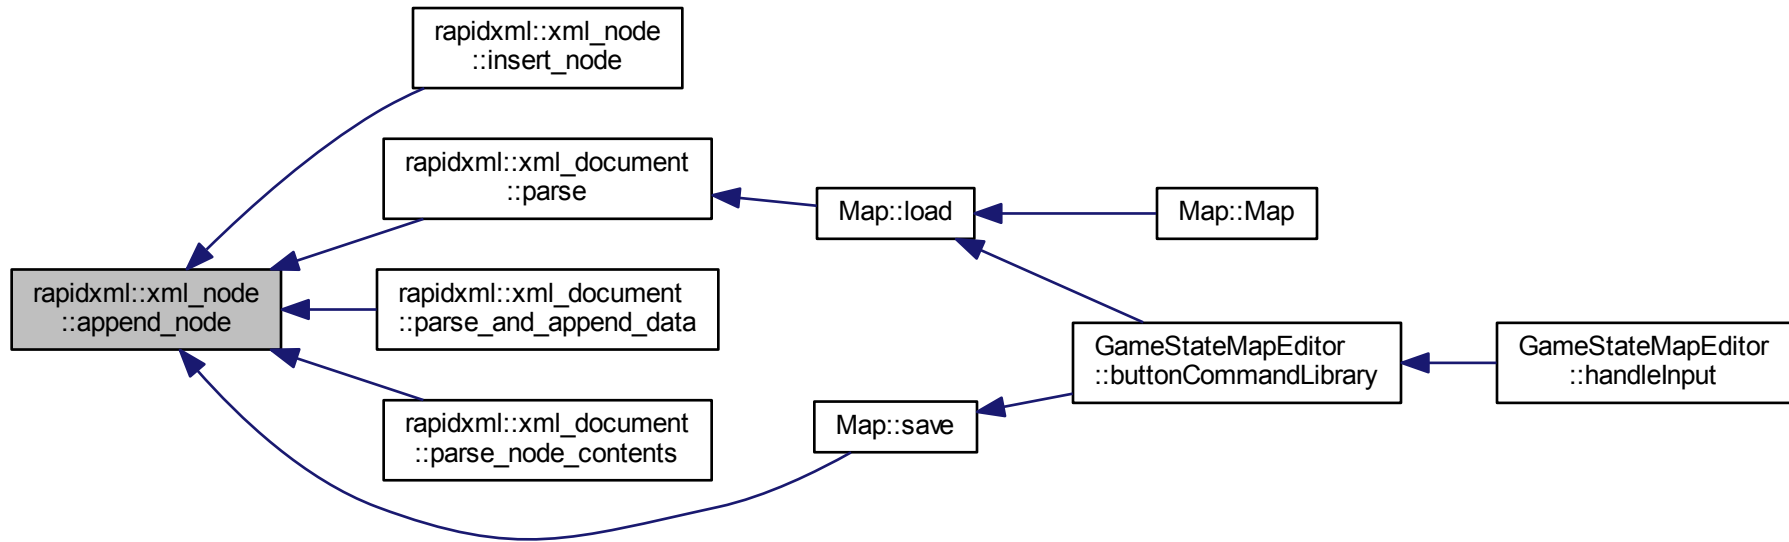 rapidxml::xml_node
::insert_node
rapidxml::xml_document
::parse
Map::load
Map::Map
rapidxml::xml_node
::append_node
rapidxml::xml_document
::parse_and_append_data
GameStateMapEditor
::buttonCommandLibrary
GameStateMapEditor
::handleInput
rapidxml::xml_document
::parse_node_contents
Map::save